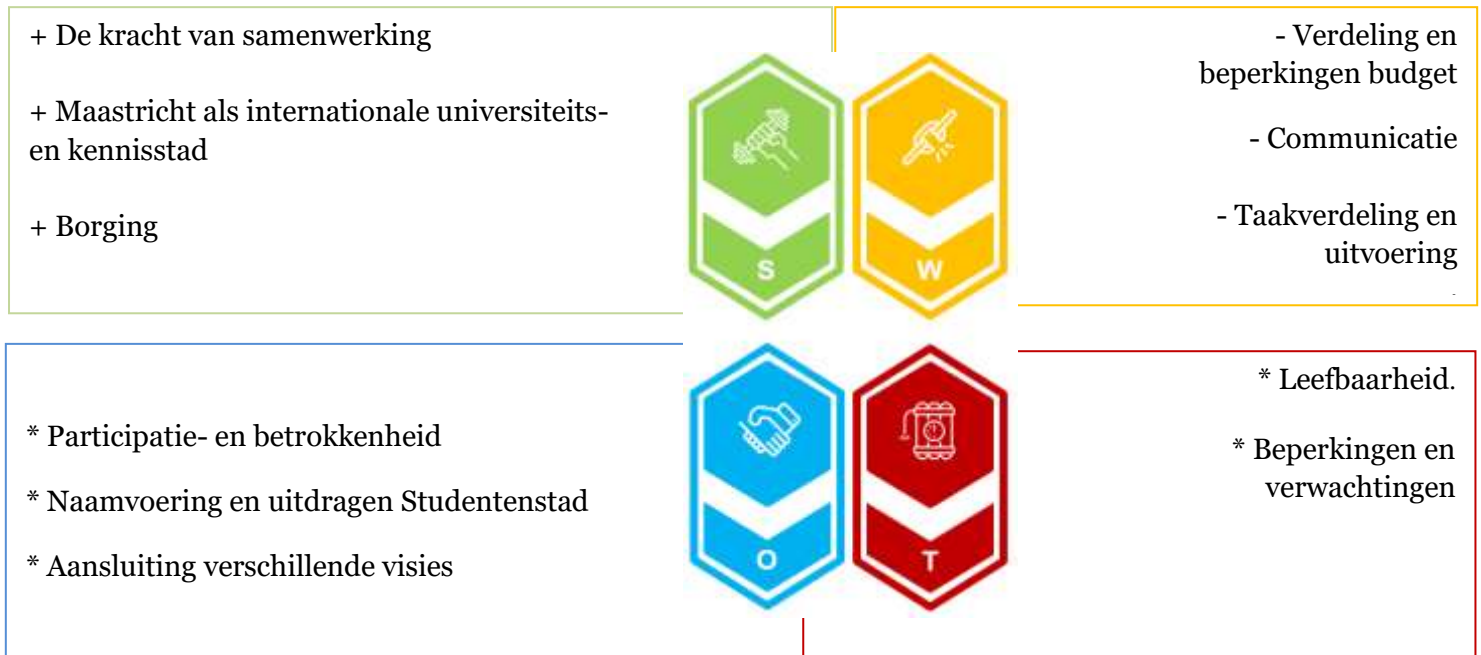 + De kracht van samenwerking
+ Maastricht als internationale universiteits-
en kennisstad
+ Borging
S
- Verdeling en
beperkingen budget
- Communicatie
- Taakverdeling en
uitvoering
W
* Participatie- en betrokkenheid
* Naamvoering en uitdragen Studentenstad
* Aansluiting verschillende visies
O
* Leefbaarheid.
* Beperkingen en
verwachtingen
T